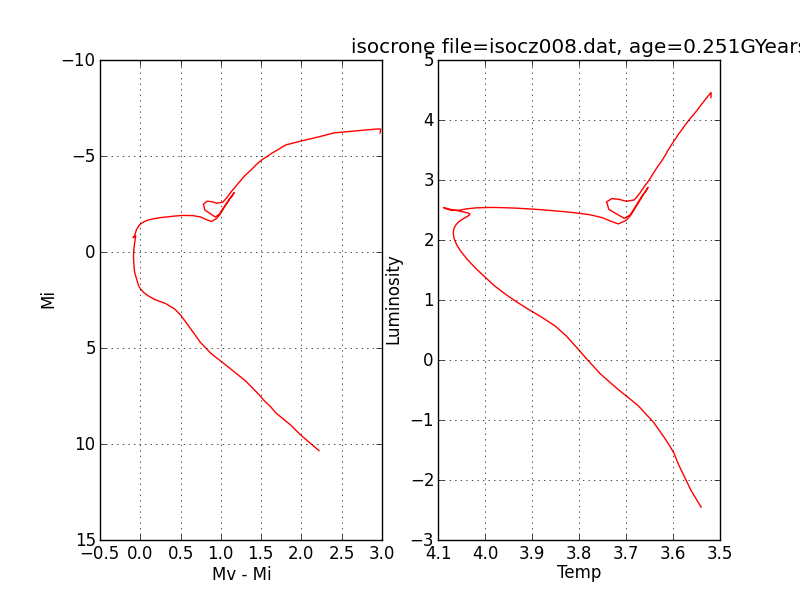 isocrone file=isocz008.dat, age=0.251GYears
−10
−5
0
5
10
15
Mi
−0.5 0.0 0.5 1.0 1.5 2.0 2.5 3.0
Mv - Mi
5
4
3
2
1
0
−1
−2
−3
Luminosity
4.1 4.0 3.9 3.8 3.7 3.6 3.5
Temp